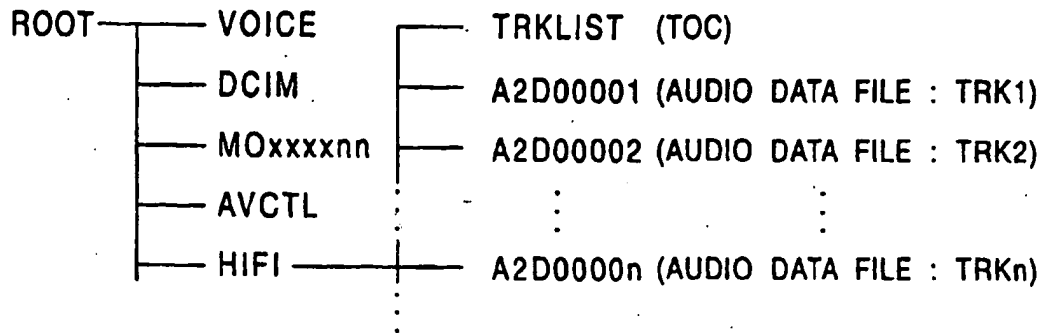 ROOT VOICE TRKLIST (TOC)
DCIM A2D00001 (AUDIO DATA FILE : TRK1)
MOxxxxnn A2D00002 (AUDIO DATA FILE : TRK2)
AVCTL
HIFI A2D0000n (AUDIO DATA FILE : TRKn)